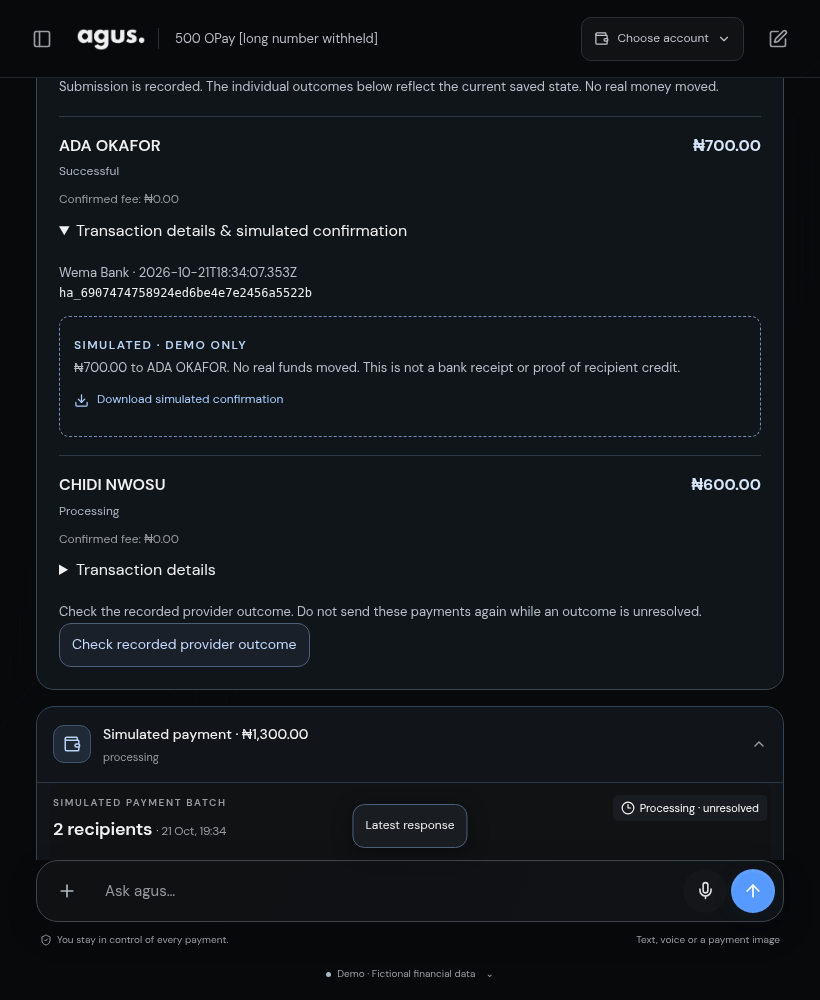 agus.
500 OPay [long number withheld]
Choose account
Submission is recorded. The individual outcomes below reflect the current saved state. No real money moved.
ADA OKAFOR
₦700.00
Successful
Confirmed fee: ₦0.00
Transaction details & simulated confirmation
Wema Bank · 2026-10-21T18:34:07.353Z
ha_6907474758924ed6be4e7e2456a5522b
SIMULATED · DEMO ONLY
₦700.00 to ADA OKAFOR. No real funds moved. This is not a bank receipt or proof of recipient credit.
Download simulated confirmation
CHIDI NWOSU
₦600.00
Processing
Confirmed fee: ₦0.00
Transaction details
Check the recorded provider outcome. Do not send these payments again while an outcome is unresolved.
Check recorded provider outcome
Simulated payment · ₦1,300.00
processing
SIMULATED PAYMENT BATCH
2 recipients · 21 Oct, 19:34
Processing · unresolved
Latest response
Ask agus...
You stay in control of every payment.
Text, voice or a payment image
Demo · Fictional financial data